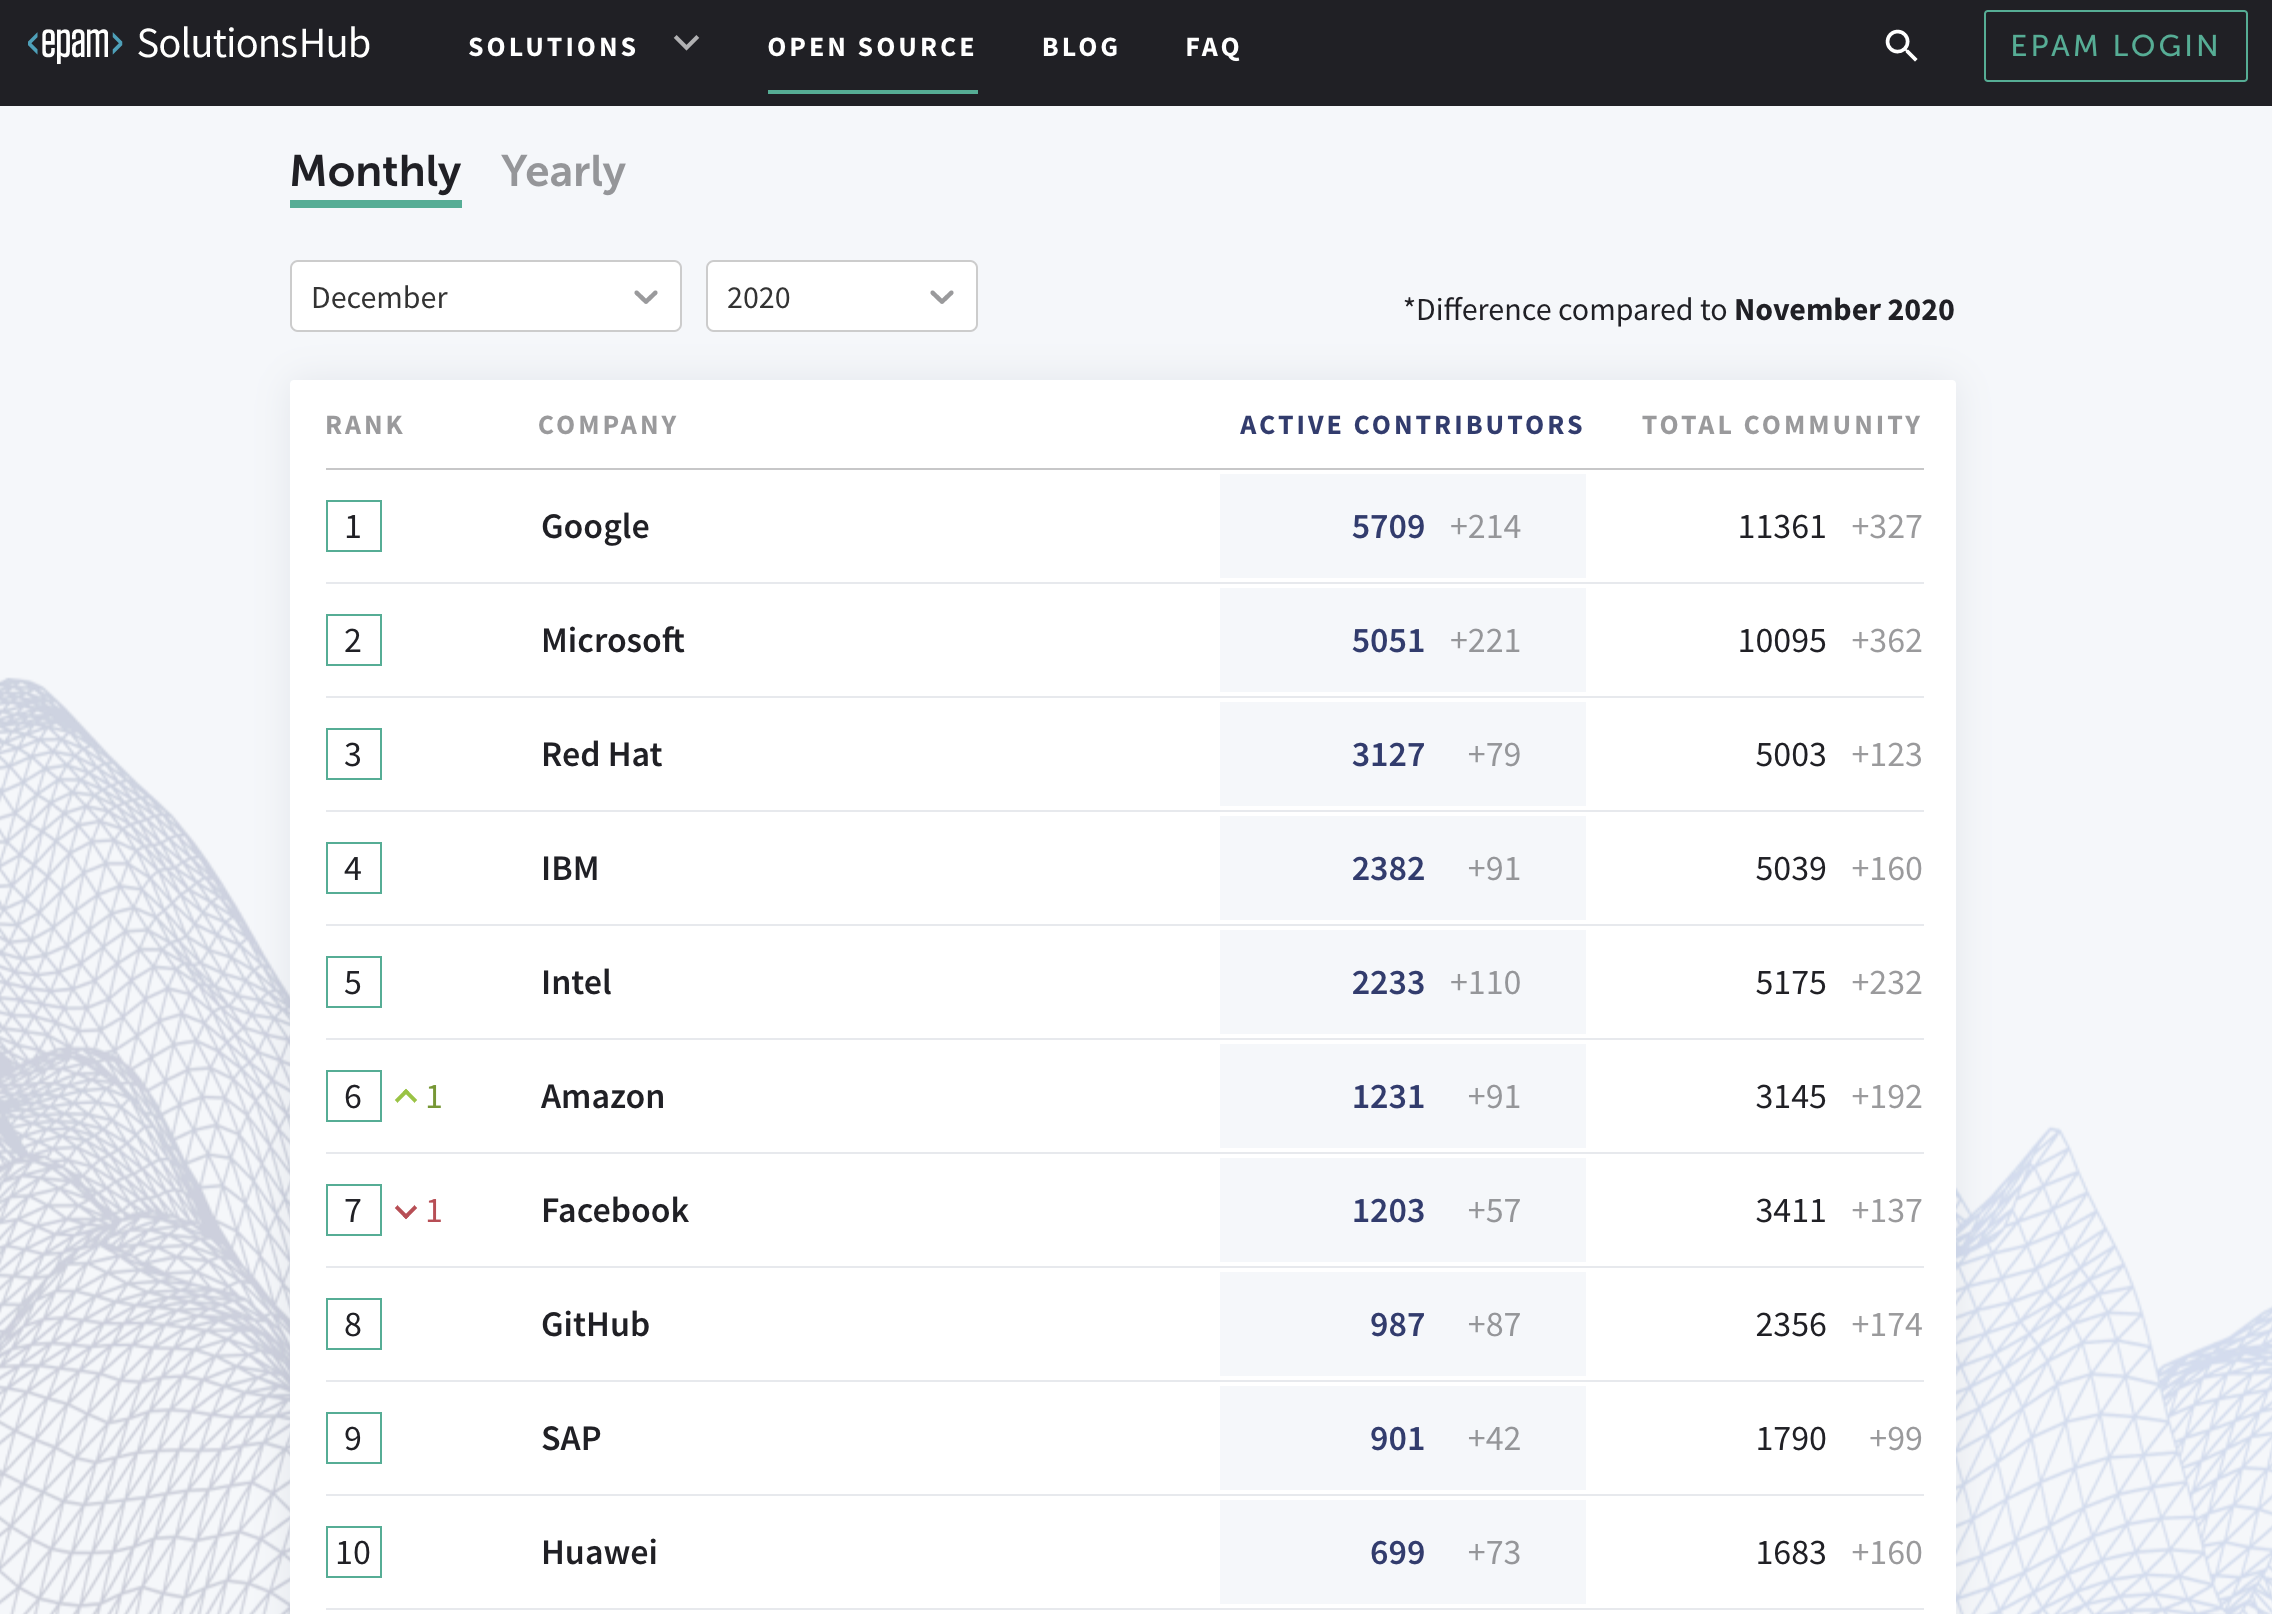 <epam> SolutionsHub SOLUTIONS OPEN SOURCE BLOG FAQ EPAM LOGIN
Monthly Yearly
December 2020
*Difference compared to November 2020
RANK COMPANY ACTIVE CONTRIBUTORS TOTAL COMMUNITY
1 Google 5709 +214 11361 +327
2 Microsoft 5051 +221 10095 +362
3 Red Hat 3127 +79 5003 +123
4 IBM 2382 +91 5039 +160
5 Intel 2233 +110 5175 +232
6 1 Amazon 1231 +91 3145 +192
7 1 Facebook 1203 +57 3411 +137
8 GitHub 987 +87 2356 +174
9 SAP 901 +42 1790 +99
10 Huawei 699 +73 1683 +160